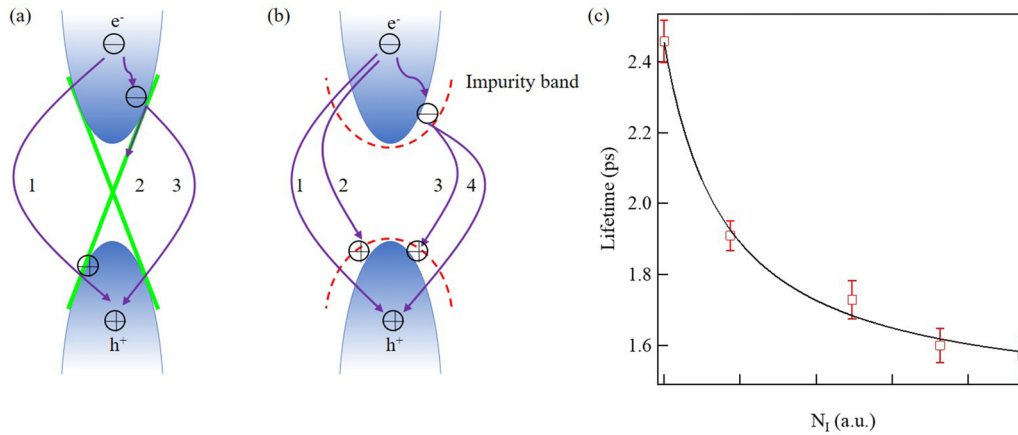 (a)
e-
1
2
3
h+
(b)
e-
Impurity band
1
2
3
4
h+
(c)
Lifetime (ps)
2.4
2.2
2.0
1.8
1.6
N_I (a.u.)